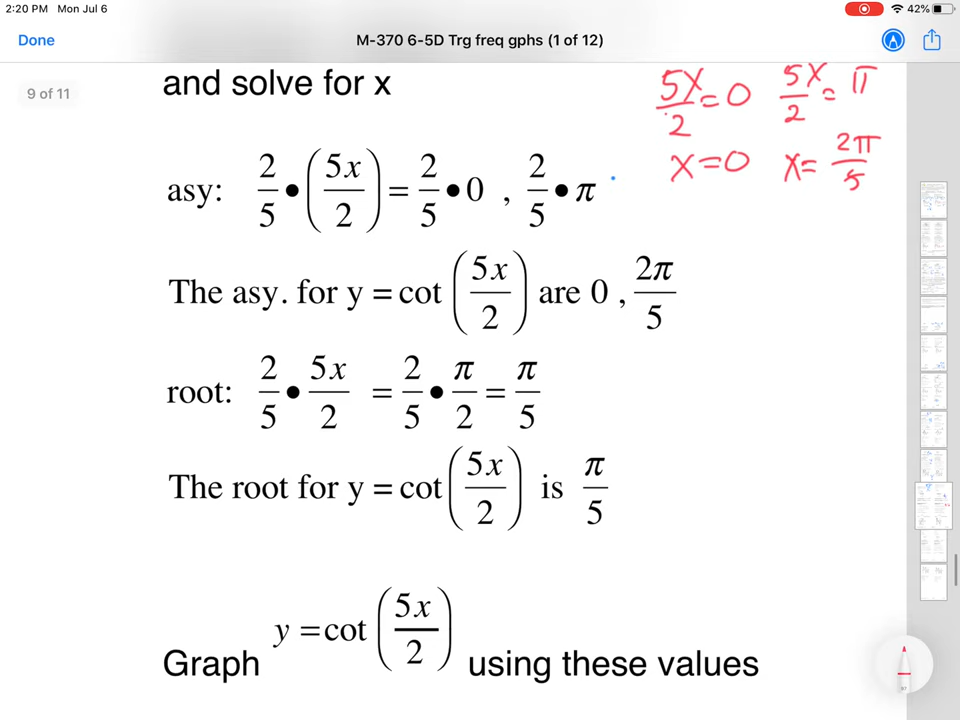 2:20 PM Mon Jul 6 42%
Done M-370 6-5D Trg freq gphs (1 of 12)
9 of 11
and solve for x
5x/2 = 0 5x/2 = π
x = 0 x = 2π/5
asy: 2/5 • (5x/2) = 2/5 • 0 , 2/5 • π
The asy. for y = cot (5x/2) are 0 , 2π/5
root: 2/5 • 5x/2 = 2/5 • π/2 = π/5
The root for y = cot (5x/2) is π/5
Graph y = cot (5x/2) using these values